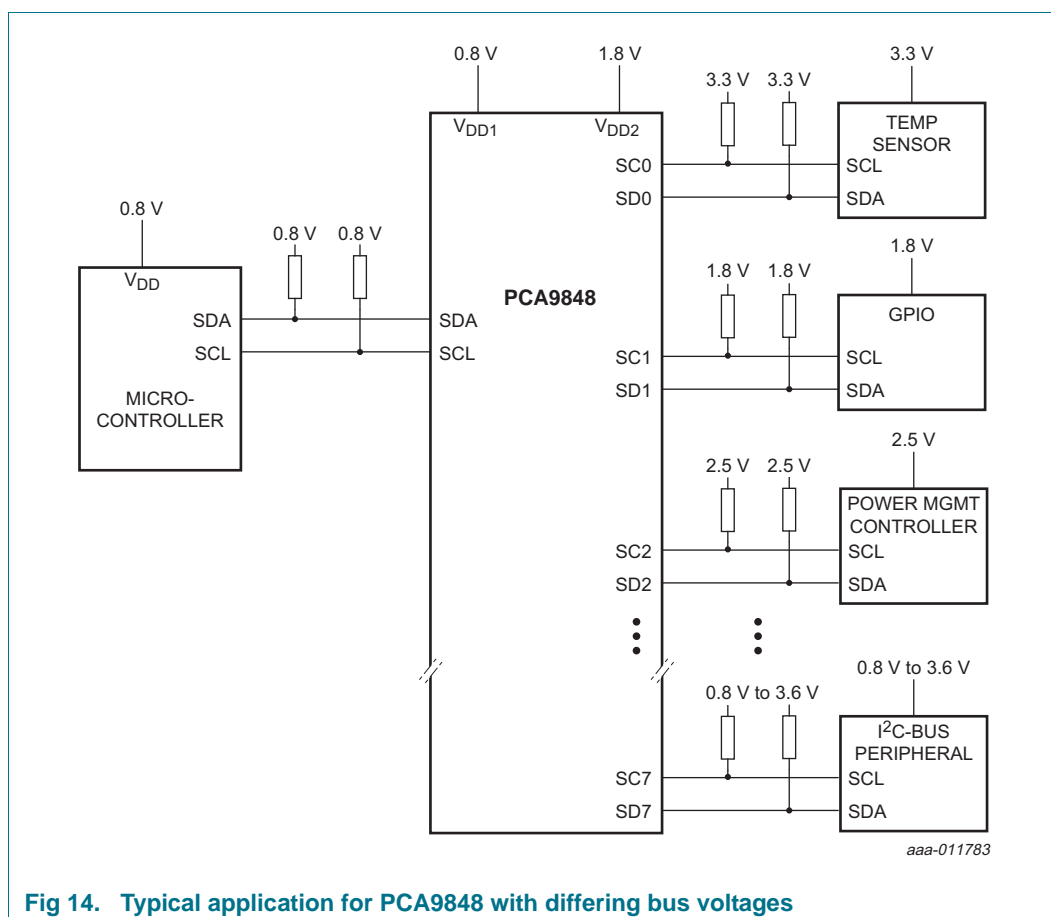 0.8 V 1.8 V
3.3 V 3.3 V 3.3 V
VDD1 VDD2
TEMP
SENSOR
SC0 SCL
SD0 SDA
0.8 V
0.8 V 0.8 V
VDD
1.8 V
1.8 V 1.8 V
PCA9848
GPIO
SDA SDA
SCL SCL
SC1 SCL
SD1 SDA
MICRO-
CONTROLLER
2.5 V
2.5 V 2.5 V
POWER MGMT
CONTROLLER
SC2 SCL
SD2 SDA
0.8 V to 3.6 V
0.8 V to 3.6 V
I2C-BUS
PERIPHERAL
SC7 SCL
SD7 SDA
aaa-011783
Fig 14. Typical application for PCA9848 with differing bus voltages